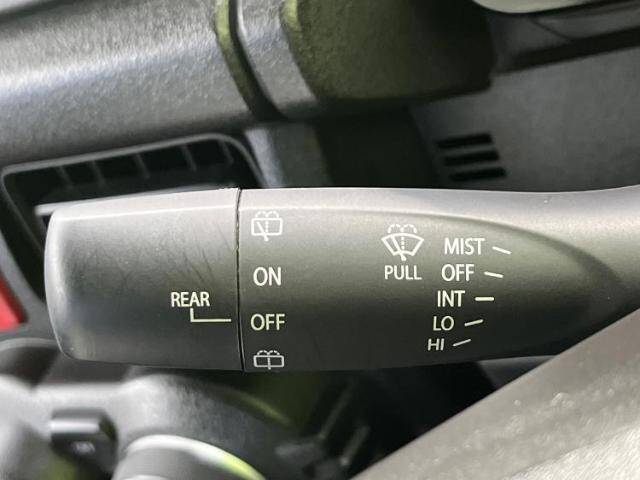 REAR
ON
OFF
PULL
MIST
OFF
INT
LO
HI